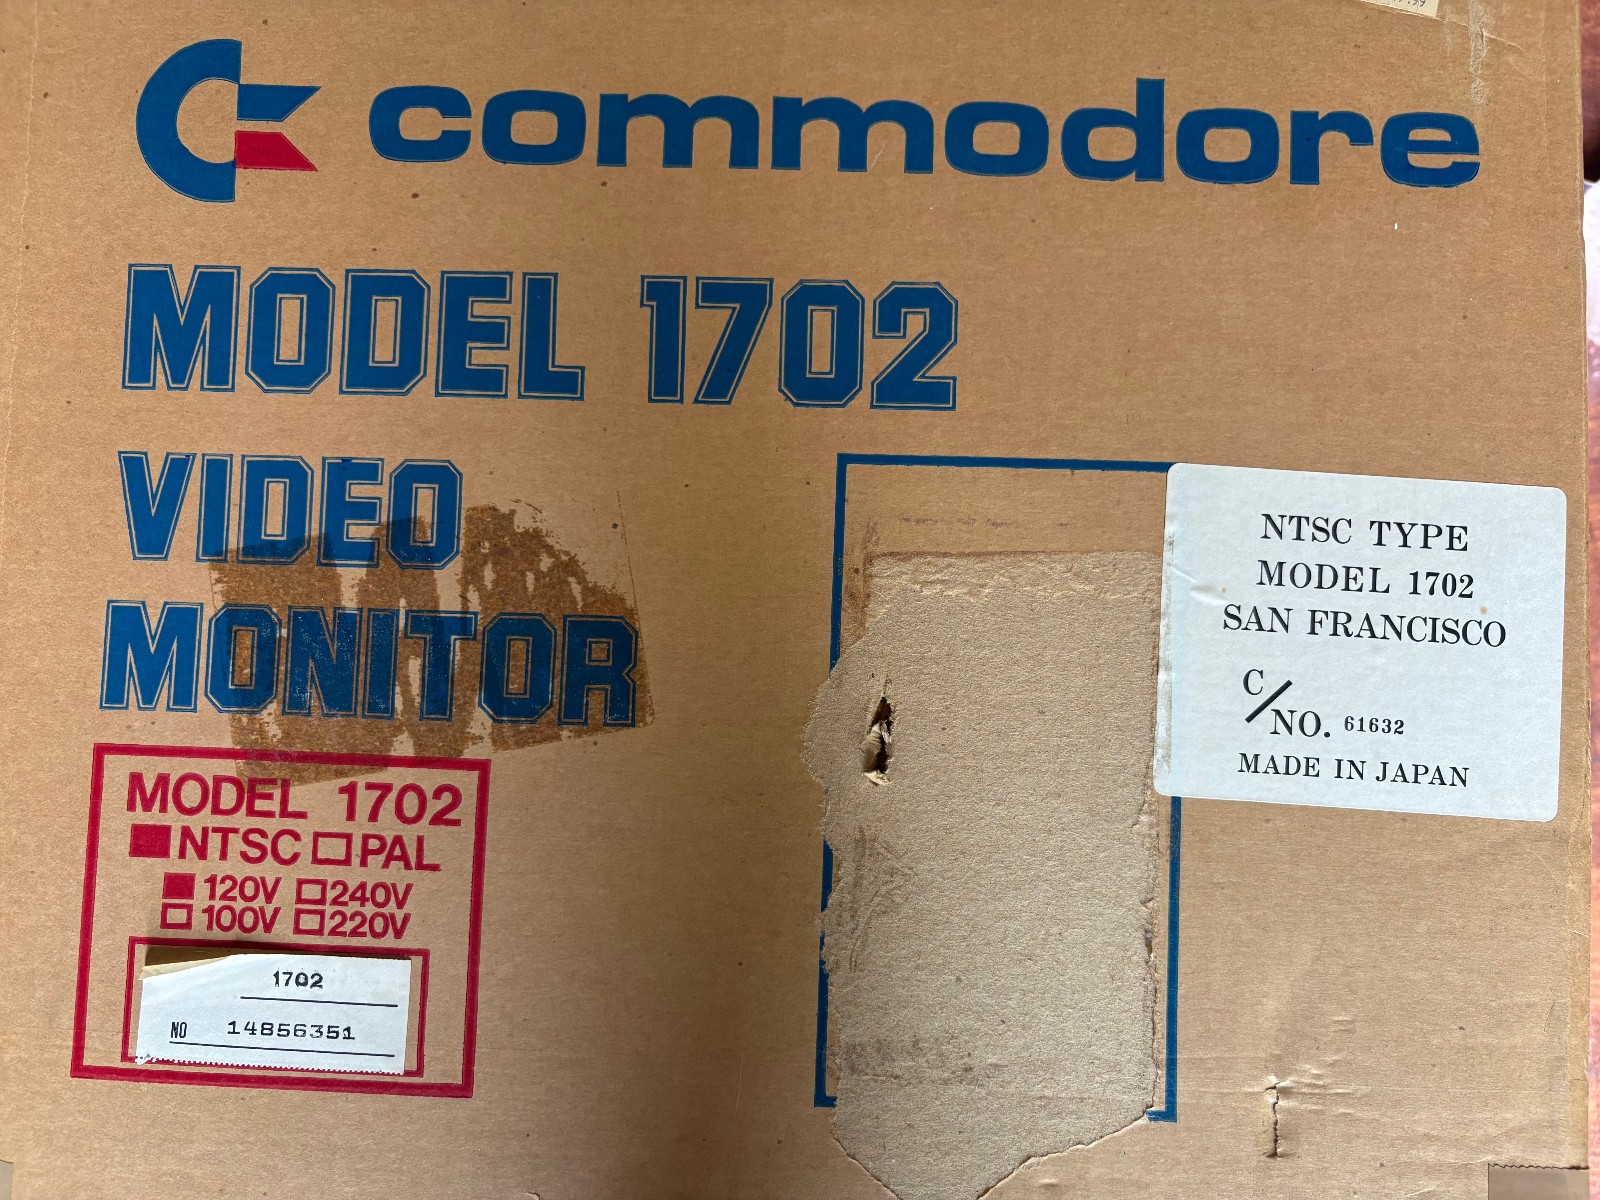 commodore
MODEL 1702
VIDEO
MONITOR
MODEL 1702
NTSC PAL
120V 240V
100V 220V
1702
NO 14856351
NTSC TYPE
MODEL 1702
SAN FRANCISCO
C/NO. 61632
MADE IN JAPAN